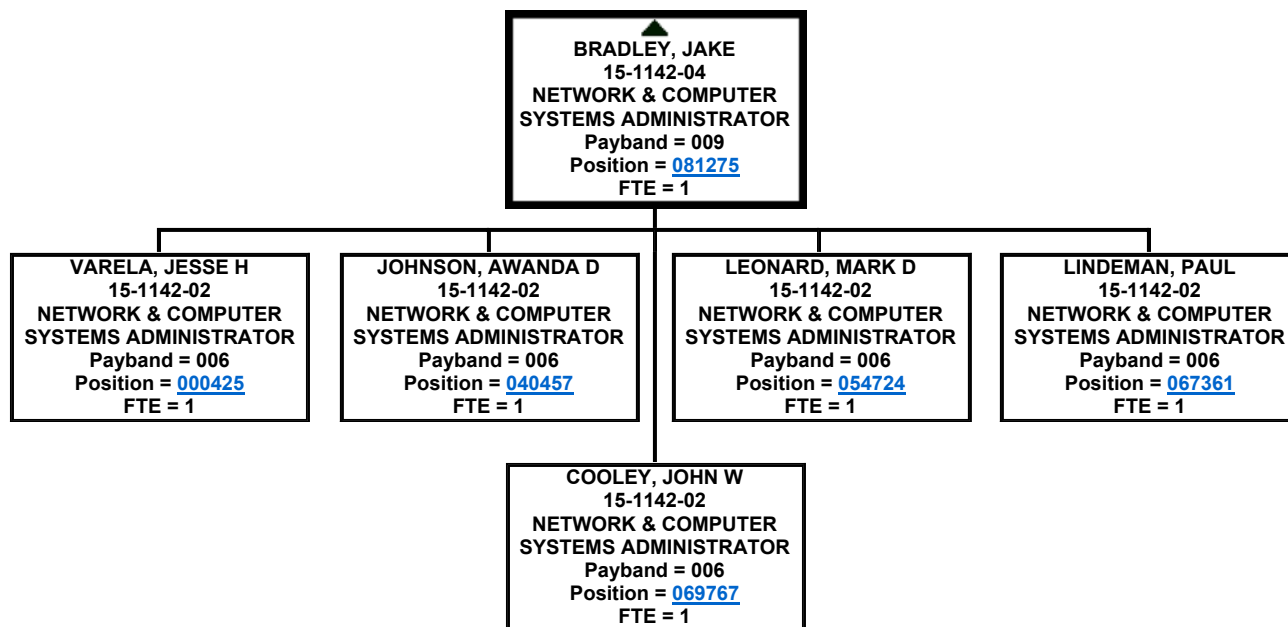 BRADLEY, JAKE
15-1142-04
NETWORK & COMPUTER
SYSTEMS ADMINISTRATOR
Payband = 009
Position = 081275
FTE = 1
VARELA, JESSE H
15-1142-02
NETWORK & COMPUTER
SYSTEMS ADMINISTRATOR
Payband = 006
Position = 000425
FTE = 1
JOHNSON, AWANDA D
15-1142-02
NETWORK & COMPUTER
SYSTEMS ADMINISTRATOR
Payband = 006
Position = 040457
FTE = 1
LEONARD, MARK D
15-1142-02
NETWORK & COMPUTER
SYSTEMS ADMINISTRATOR
Payband = 006
Position = 054724
FTE = 1
LINDEMAN, PAUL
15-1142-02
NETWORK & COMPUTER
SYSTEMS ADMINISTRATOR
Payband = 006
Position = 067361
FTE = 1
COOLEY, JOHN W
15-1142-02
NETWORK & COMPUTER
SYSTEMS ADMINISTRATOR
Payband = 006
Position = 069767
FTE = 1